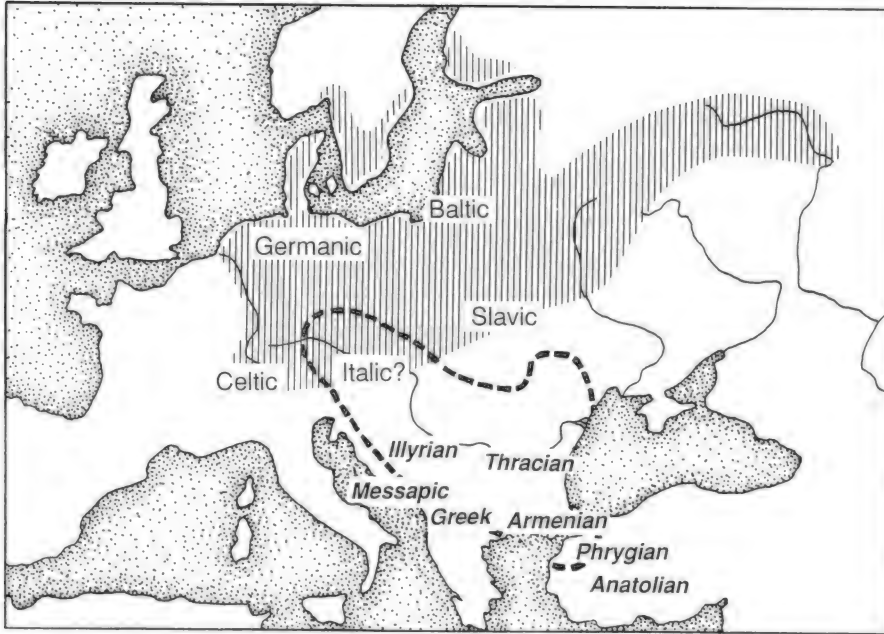 Baltic
Germanic
Slavic
Celtic
Italic?
Illyrian
Thracian
Messapic
Greek
Armenian
Phrygian
Anatolian